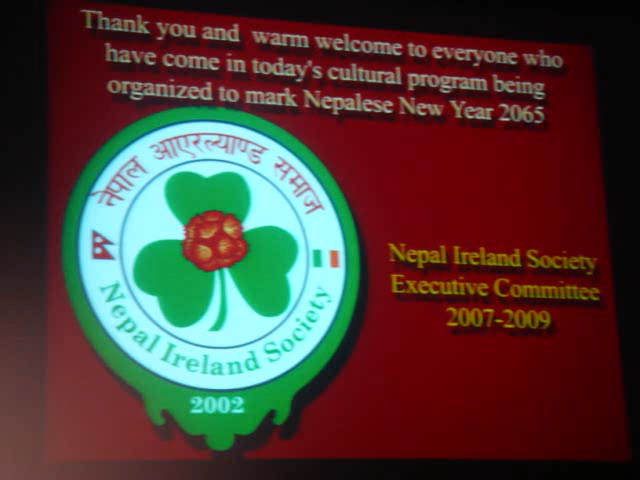 Thank you and warm welcome to everyone who
have come in today's cultural program being
organized to mark Nepalese New Year 2065
नेपाल आएरल्याण्ड समाज
Nepal Ireland Society
2002
Nepal Ireland Society
Executive Committee
2007-2009